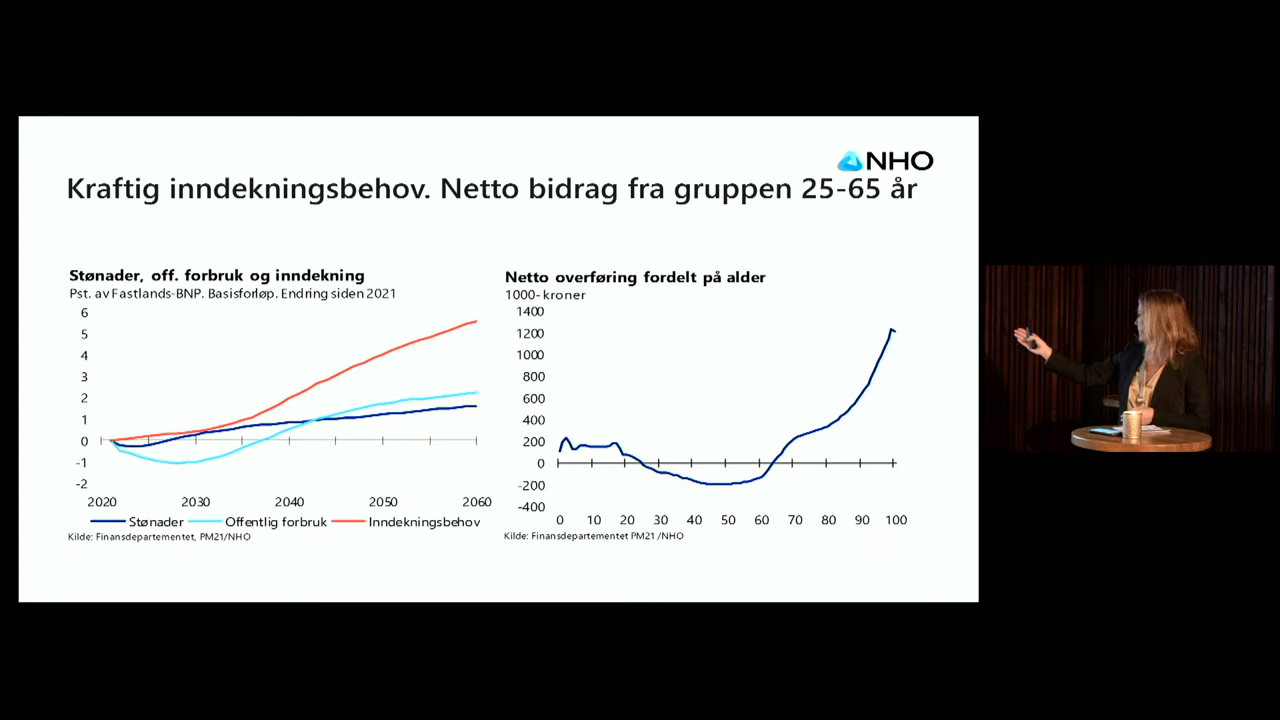 NHO
Kraftig inndekningsbehov. Netto bidrag fra gruppen 25-65 år
Stønader, off. forbruk og inndekning
Pst. av Fastlands-BNP. Basisforløp. Endring siden 2021
6
5
4
3
2
1
0
-1
-2
2020 2030 2040 2050 2060
Stønader Offentlig forbruk Inndekningsbehov
Kilde: Finansdepartementet, PM21/NHO
Netto overføring fordelt på alder
1000- kroner
1400
1200
1000
800
600
400
200
0
-200
-400
0 10 20 30 40 50 60 70 80 90 100
Kilde: Finansdepartementet PM21 /NHO